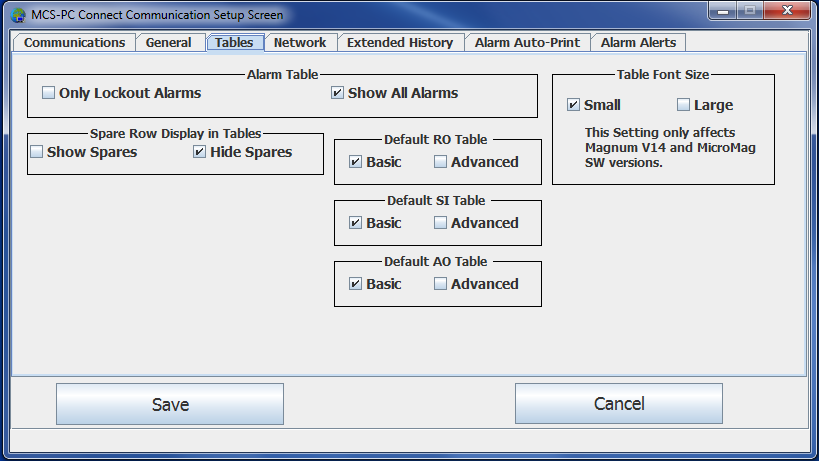 MCS-PC Connect Communication Setup Screen
Communications General Tables Network Extended History Alarm Auto-Print Alarm Alerts
Alarm Table
Only Lockout Alarms Show All Alarms
Table Font Size
Small Large
This Setting only affects
Magnum V14 and MicroMag
SW versions.
Spare Row Display in Tables
Show Spares Hide Spares
Default RO Table
Basic Advanced
Default SI Table
Basic Advanced
Default AO Table
Basic Advanced
Save Cancel